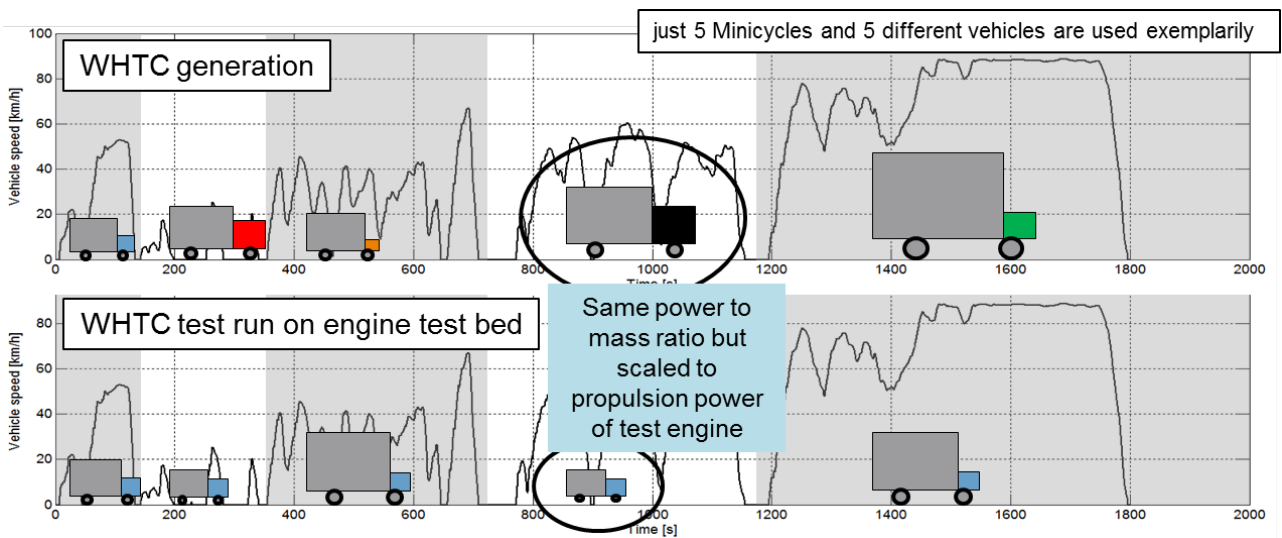 just 5 Minicycles and 5 different vehicles are used exemplarily
WHTC generation
Vehicle speed [km/h]
100
80
60
40
20
0
0 200 400 600 800 1000 1200 1400 1600 1800 2000
Time [s]
WHTC test run on engine test bed
Same power to
mass ratio but
scaled to
propulsion power
of test engine
Vehicle speed [km/h]
80
60
40
20
0
0 200 400 600 800 1000 1200 1400 1600 1800 2000
Time [s]